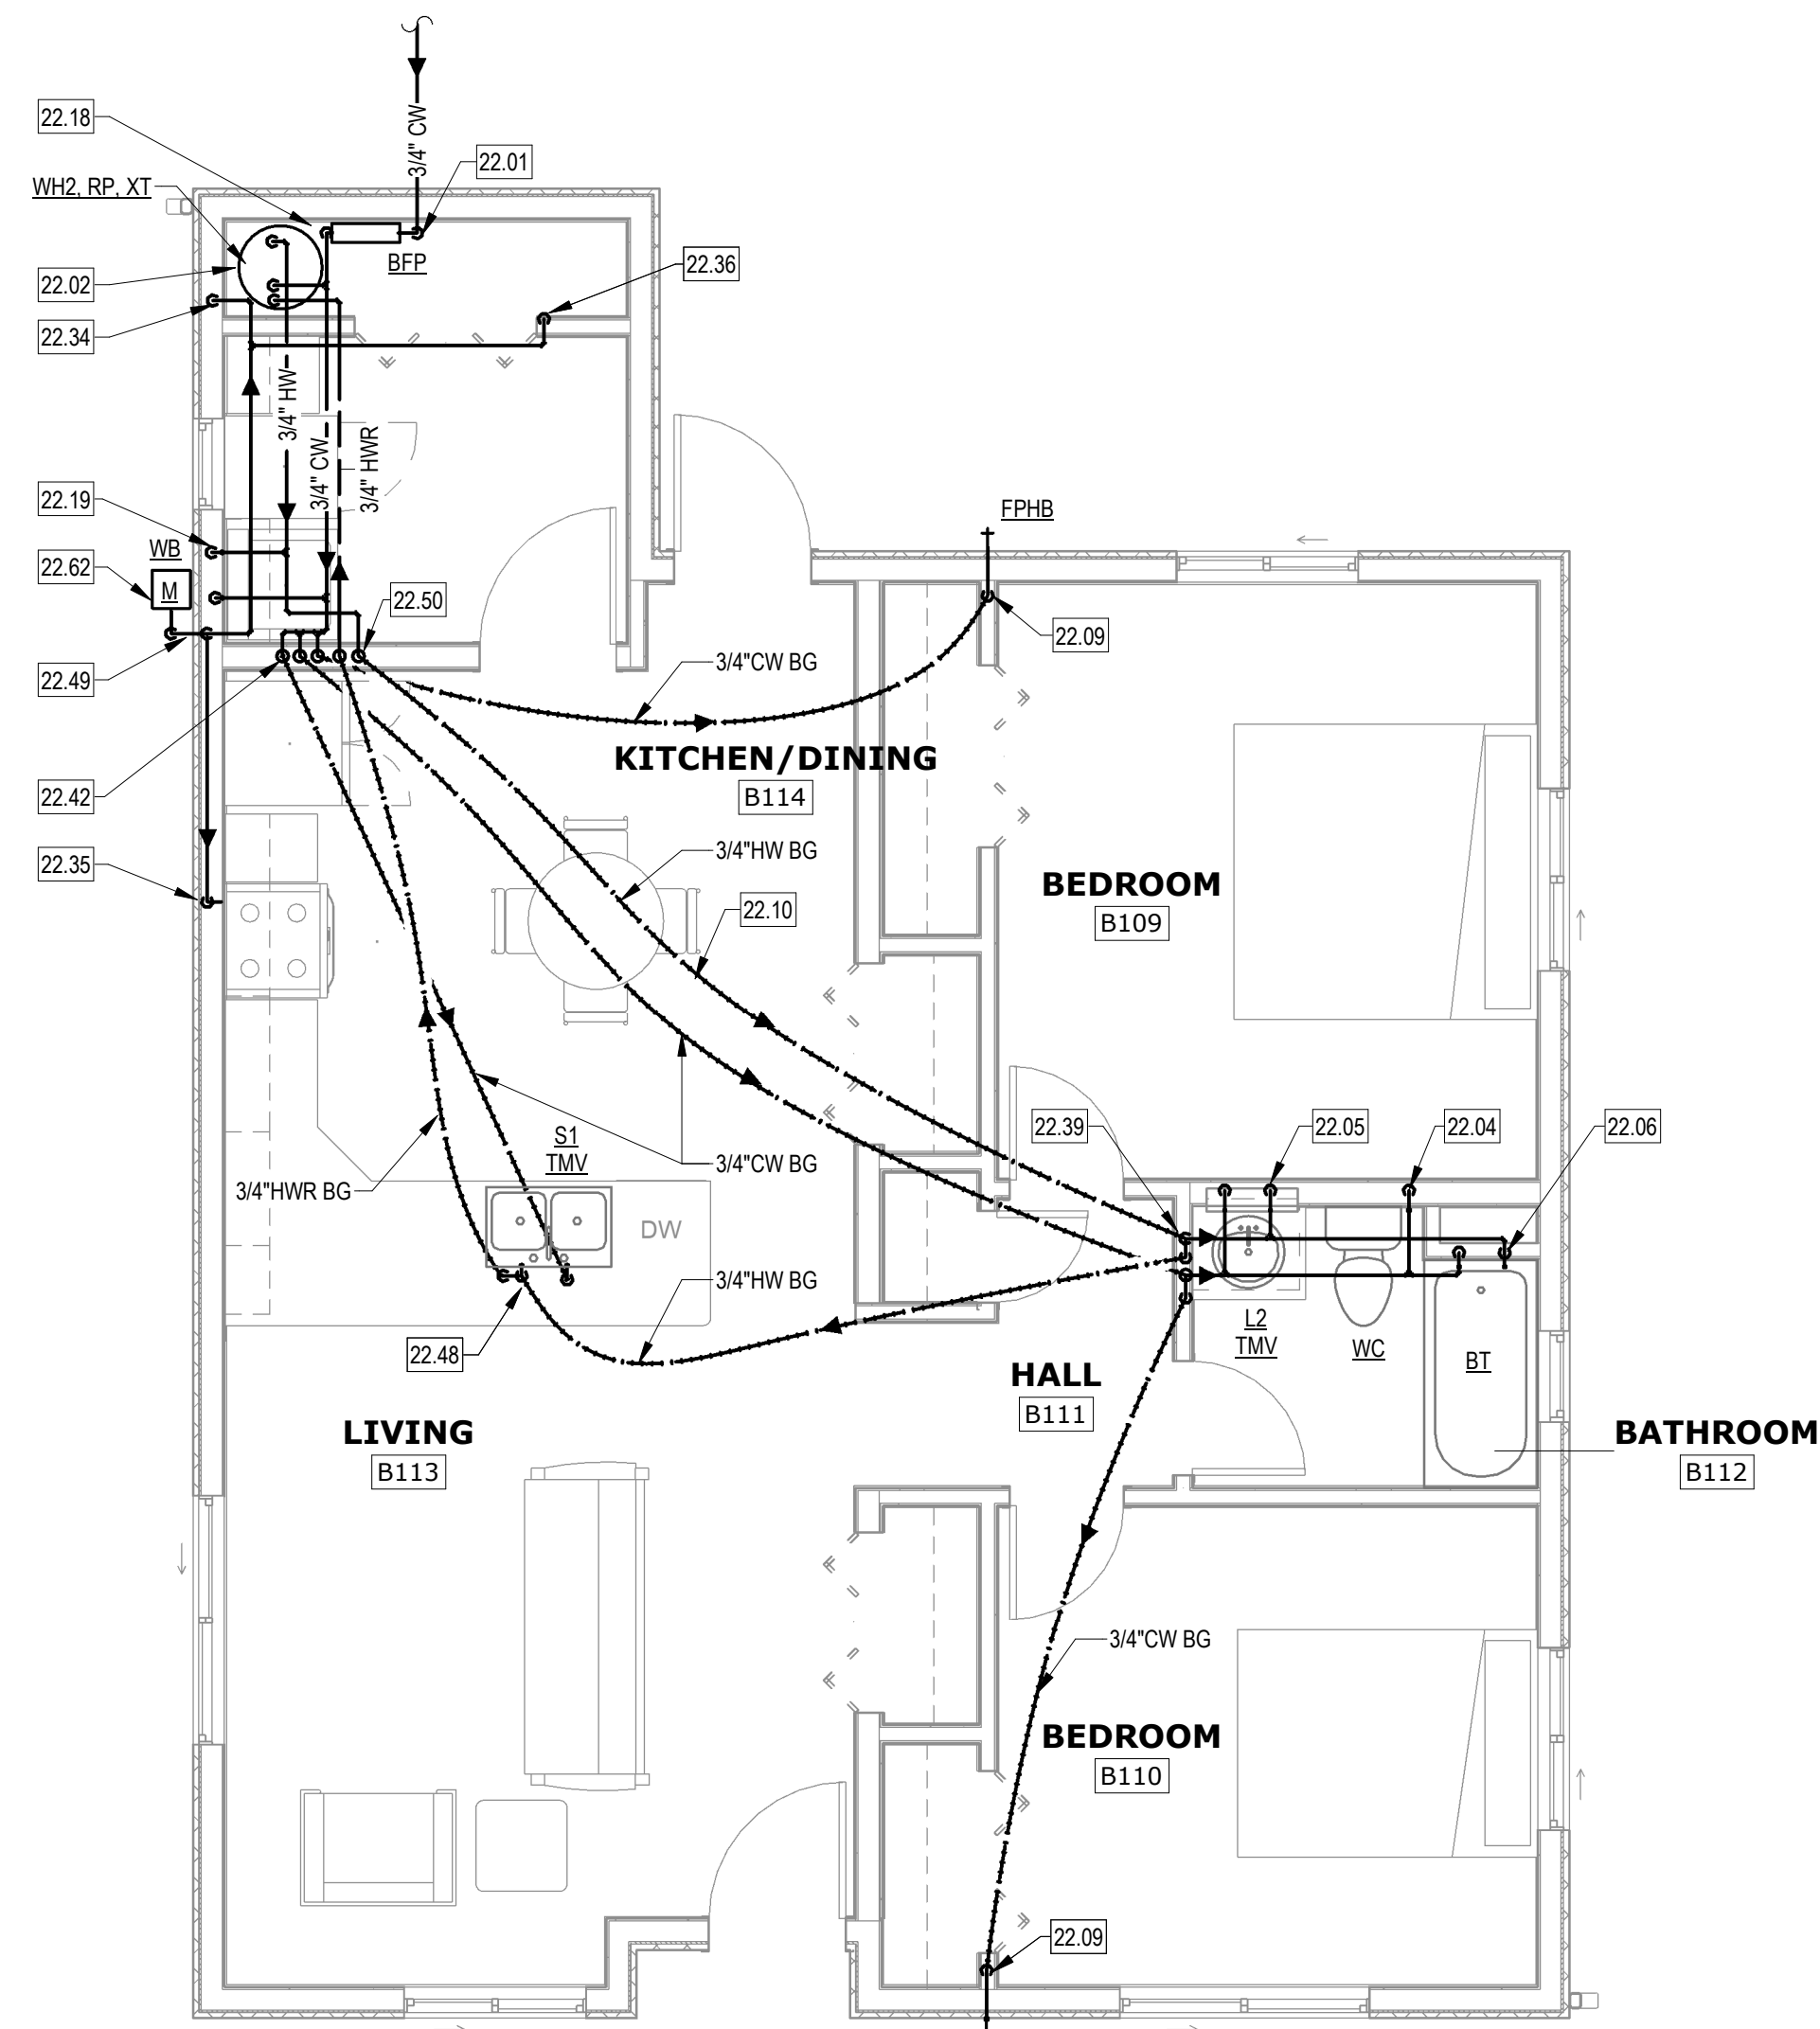 3/4" CW
22.18
22.01
WH2, RP, XT
BFP
22.36
22.02
22.34
3/4" HW
3/4" CW
3/4" HWR
22.19
WB
FPHB
22.62
M
22.50
22.09
22.49
3/4"CW BG
KITCHEN/DINING
B114
22.42
3/4"HW BG
22.35
BEDROOM
B109
22.10
22.39
22.05
22.04
22.06
S1
TMV
3/4"CW BG
3/4"HWR BG
DW
3/4"HW BG
22.48
L2
TMV
WC
BT
HALL
B111
LIVING
B113
BATHROOM
B112
3/4"CW BG
BEDROOM
B110
22.09